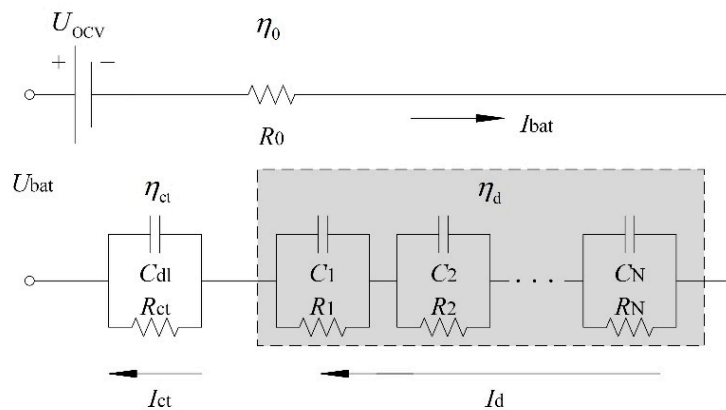 U_OCV
η_0
+ −
R_0
I_bat
U_bat
η_ct
η_d
C_dl
C_1
C_2
· · ·
C_N
R_ct
R_1
R_2
R_N
I_ct
I_d